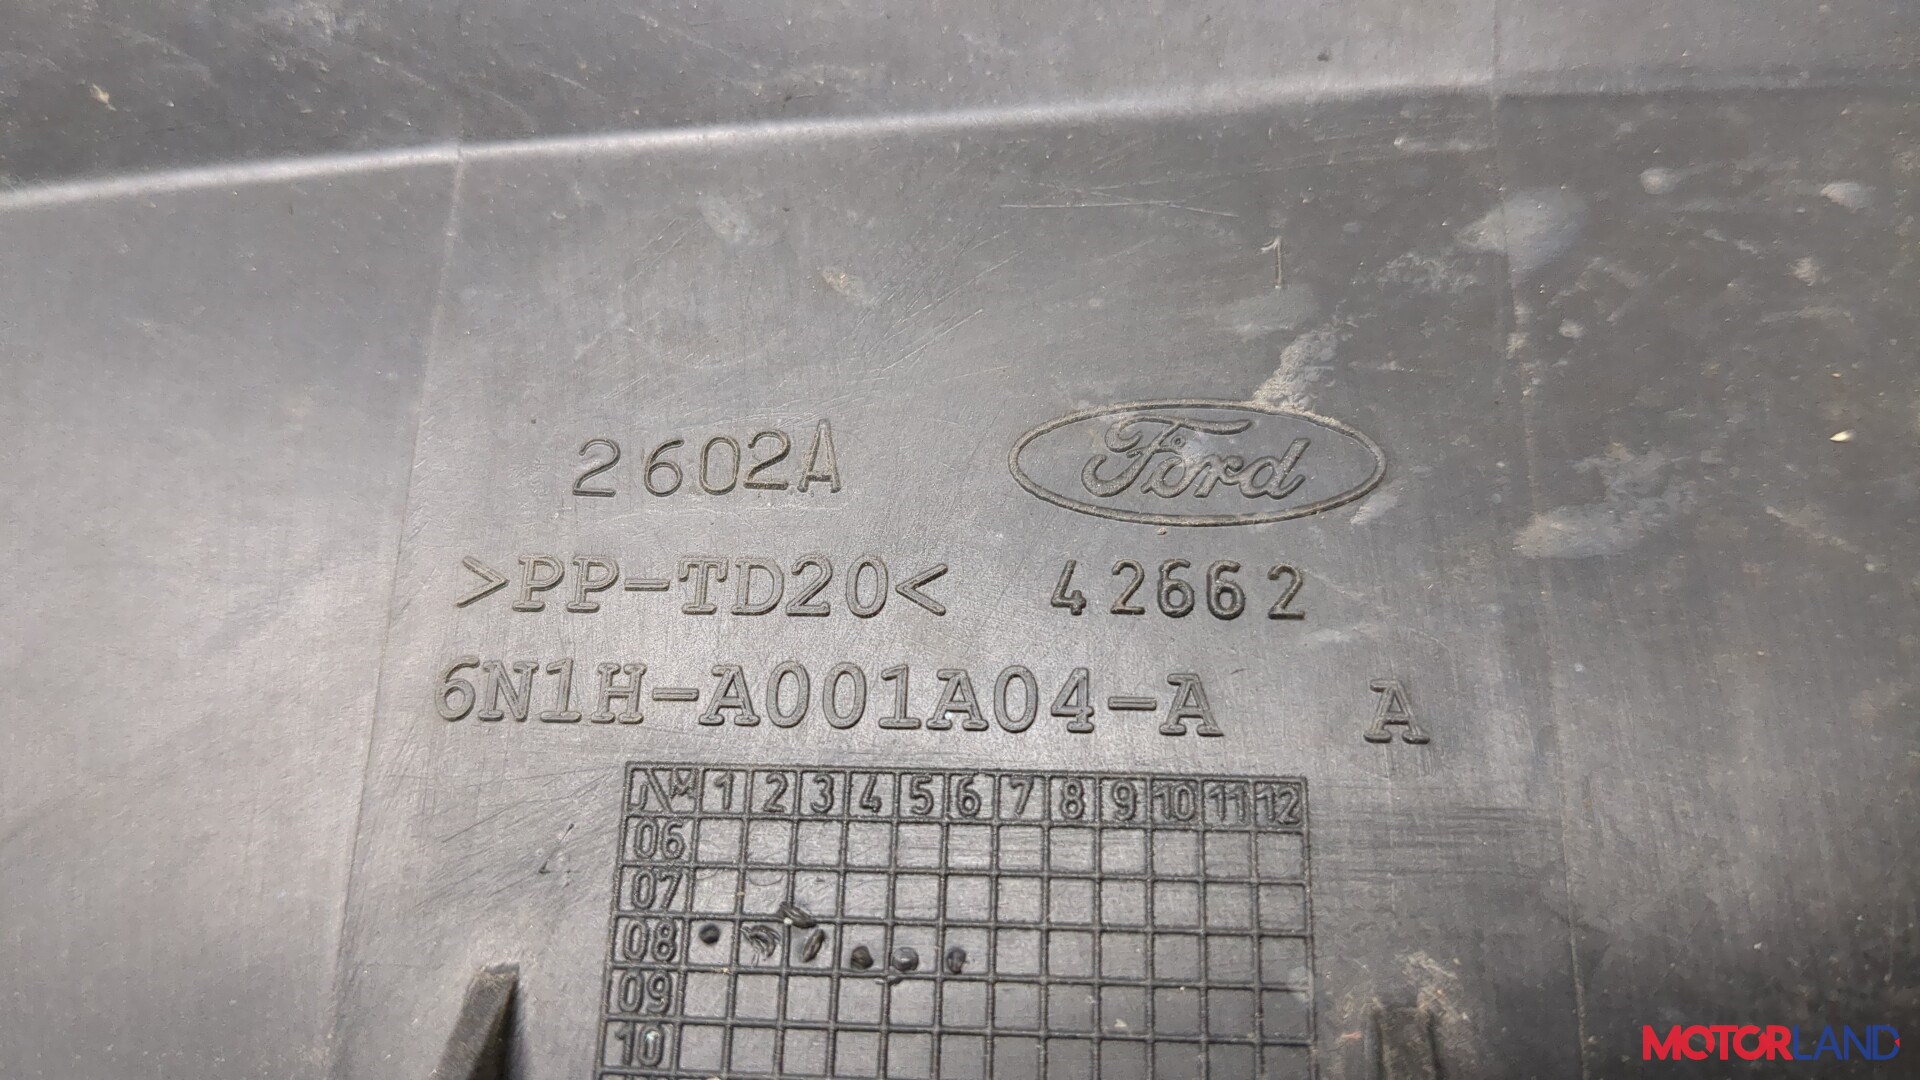 1
2602A
Ford
>PP-TD20< 42662
6N1H-A001A04-A A
M 1 2 3 4 5 6 7 8 9 10 11 12
06
07
08
09
10
MOTORLAND